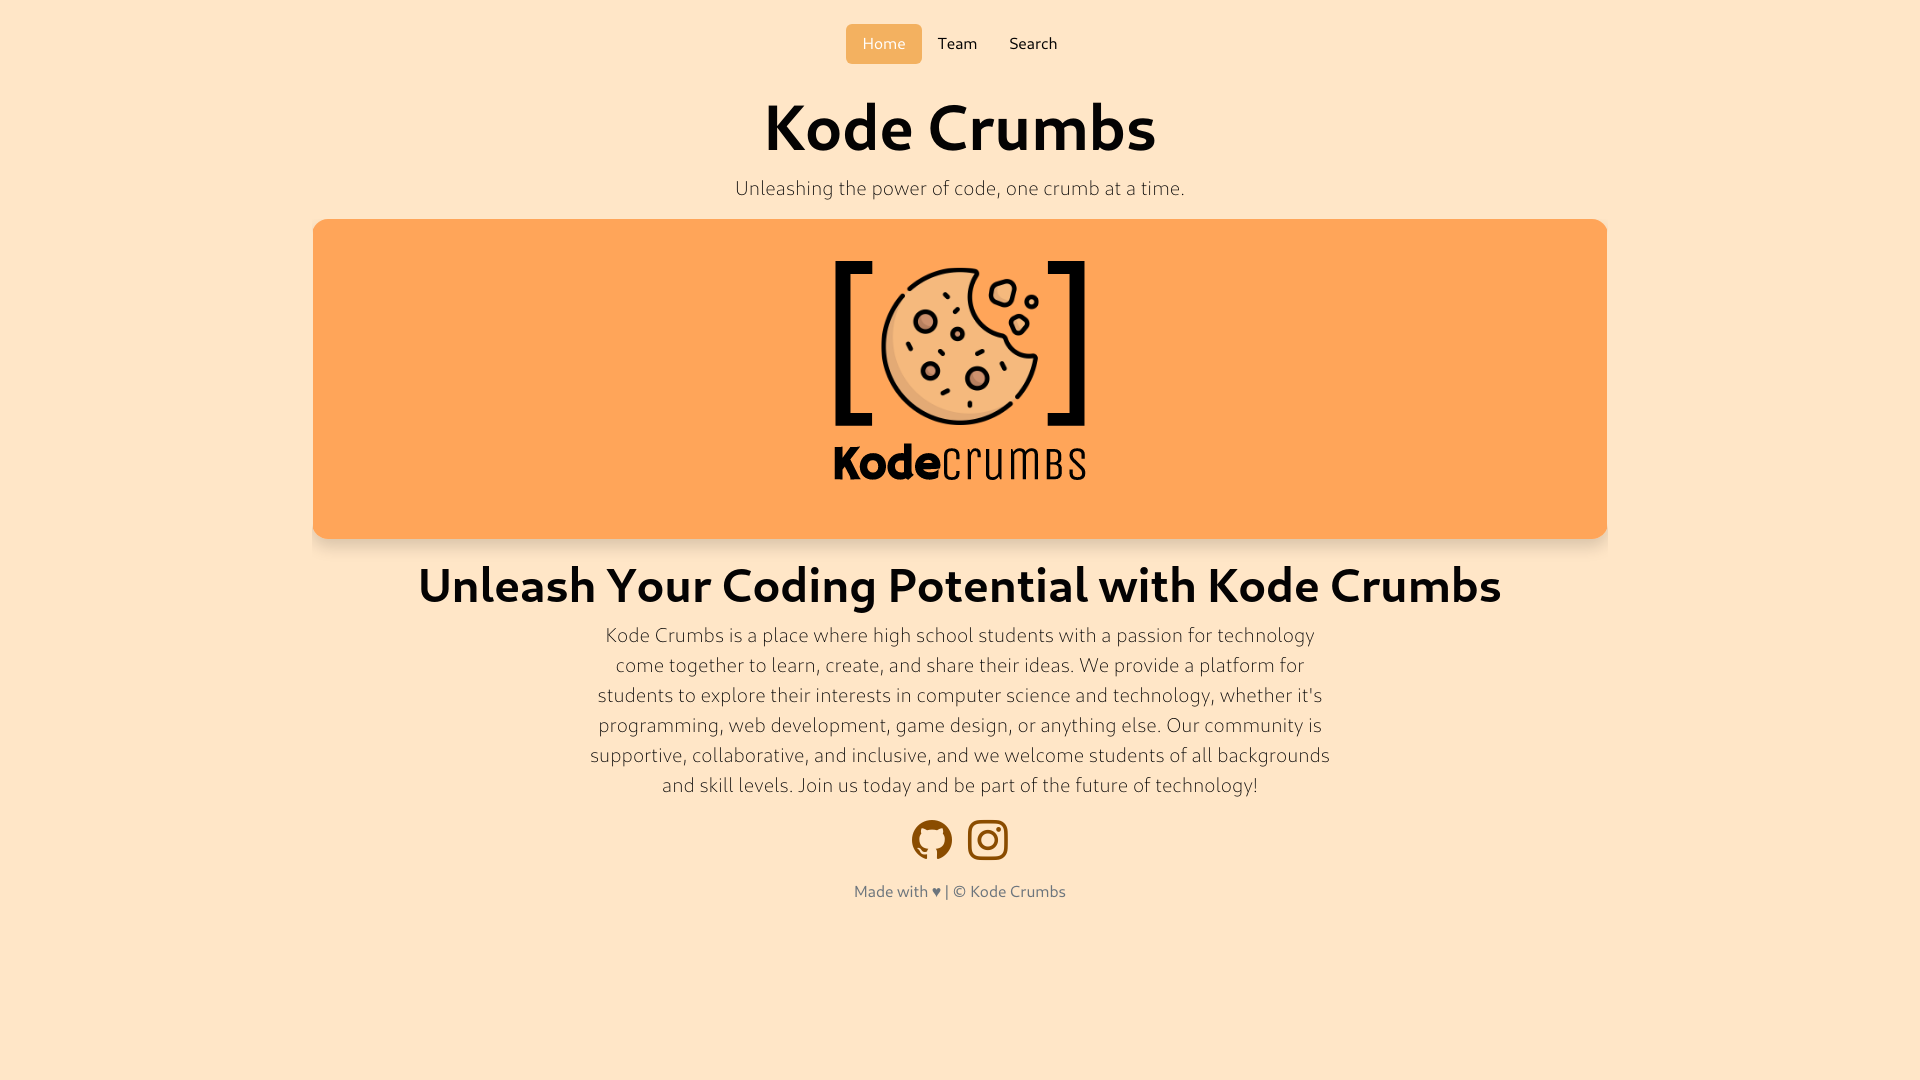 Home Team Search
Kode Crumbs
Unleashing the power of code, one crumb at a time.
[ ]
Kodecrumbs
Unleash Your Coding Potential with Kode Crumbs
Kode Crumbs is a place where high school students with a passion for technology
come together to learn, create, and share their ideas. We provide a platform for
students to explore their interests in computer science and technology, whether it's
programming, web development, game design, or anything else. Our community is
supportive, collaborative, and inclusive, and we welcome students of all backgrounds
and skill levels. Join us today and be part of the future of technology!
Made with ♥ | © Kode Crumbs